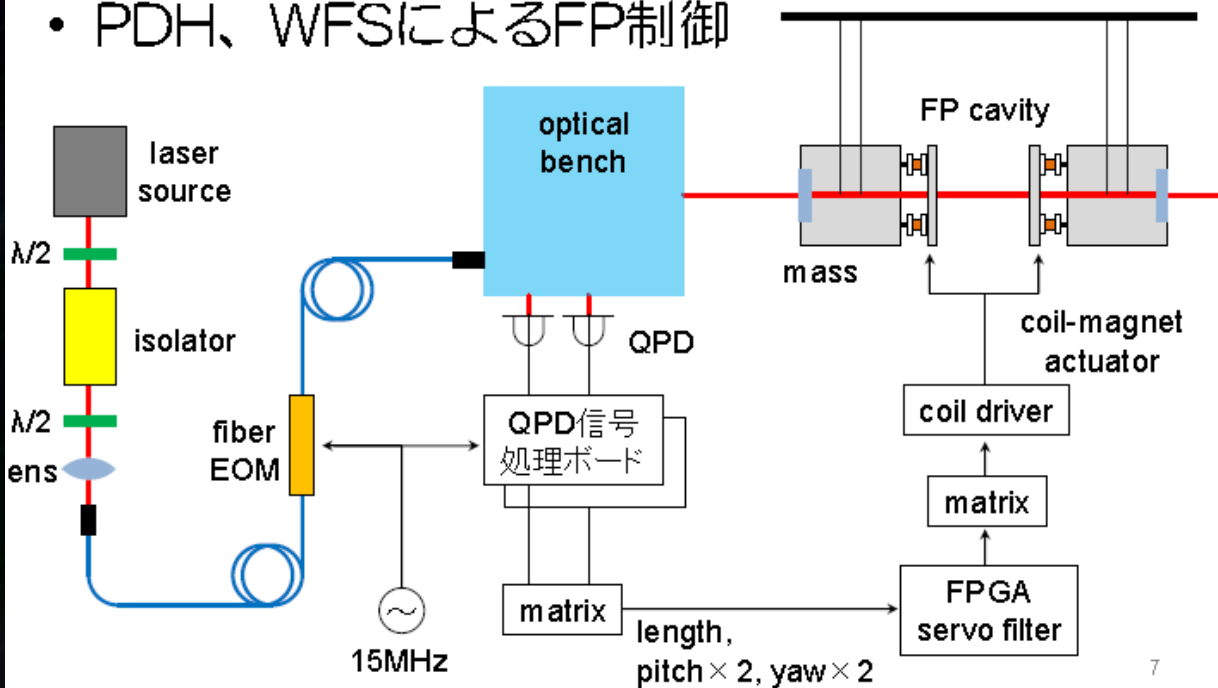 • PDH、WFSによるFP制御
laser
source
λ/2
isolator
λ/2
ens
fiber
EOM
15MHz
optical
bench
QPD
QPD信号
処理ボード
matrix
length,
pitch×2, yaw×2
FP cavity
mass
coil-magnet
actuator
coil driver
matrix
FPGA
servo filter
7